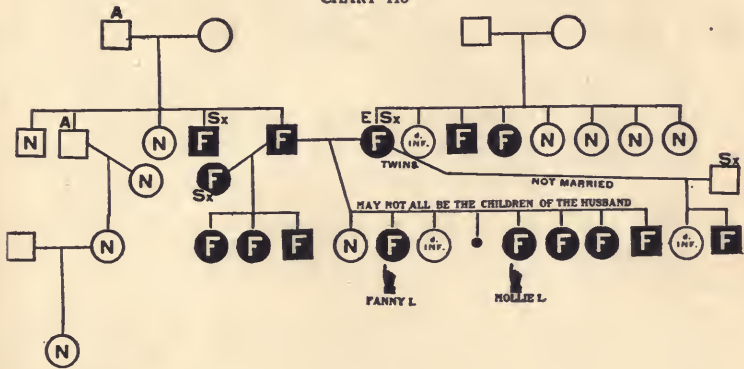 A
Sx E Sx
N A N F F F d. INF. F F N N N N
N Sx F TWINS NOT MARRIED Sx
MAY NOT ALL BE THE CHILDREN OF THE HUSBAND
N F F F N F d. INF. F F F F d. INF. F
FANNY L. MOLLIE L.
N